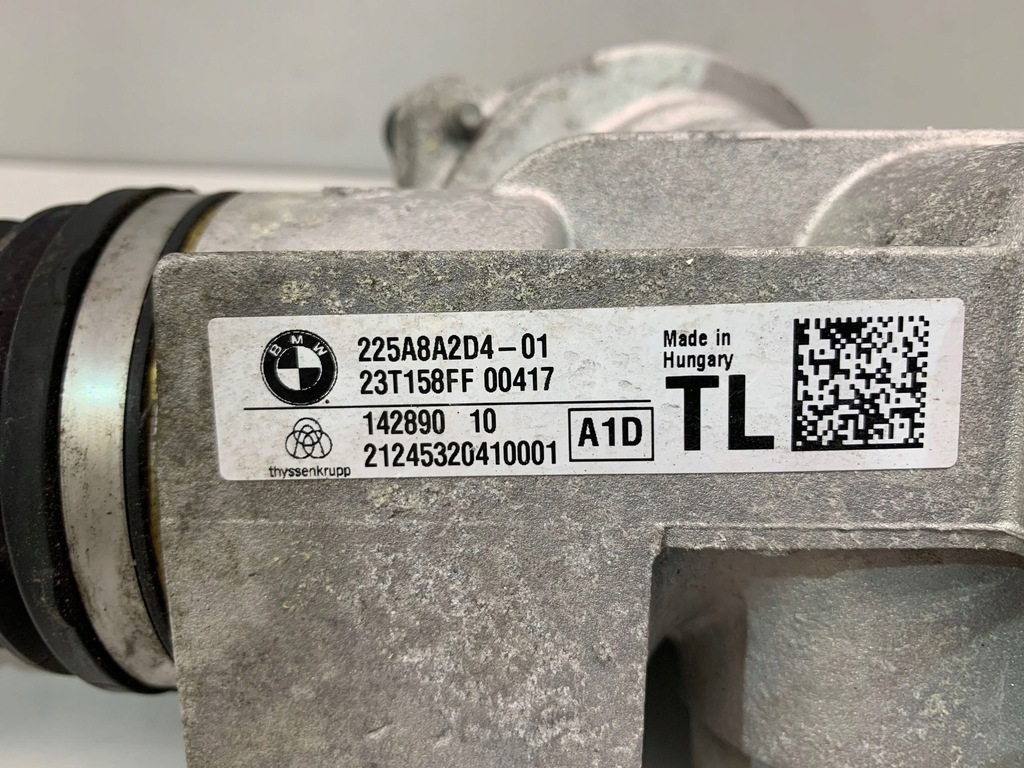 BMW
225A8A2D4-01
23T158FF 00417
142890 10
21245320410001
A1D
thyssenkrupp
Made in
Hungary
TL